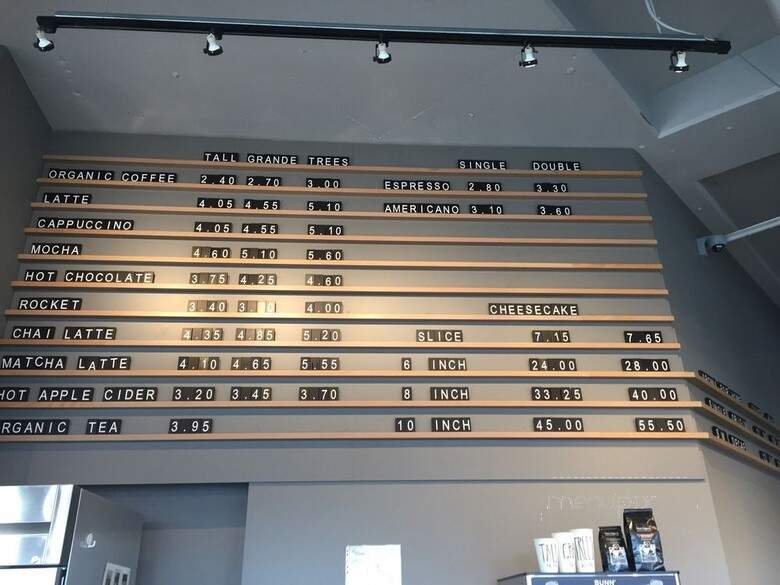 TALL GRANDE TREES SINGLE DOUBLE
ORGANIC COFFEE 2.40 2.70 3.00 ESPRESSO 2.80 3.30
LATTE 4.05 4.55 5.10 AMERICANO 3.10 3.60
CAPPUCCINO 4.05 4.55 5.10
MOCHA 4.60 5.10 5.60
HOT CHOCOLATE 3.75 4.25 4.60
ROCKET 3.40 4.00 CHEESECAKE
CHAI LATTE 4.35 4.85 5.20 SLICE 7.15 7.65
MATCHA LATTE 4.10 4.65 5.55 6 INCH 24.00 28.00
HOT APPLE CIDER 3.20 3.45 3.70 8 INCH 33.25 40.00
RGANIC TEA 3.95 10 INCH 45.00 55.50
menupix
BUNN